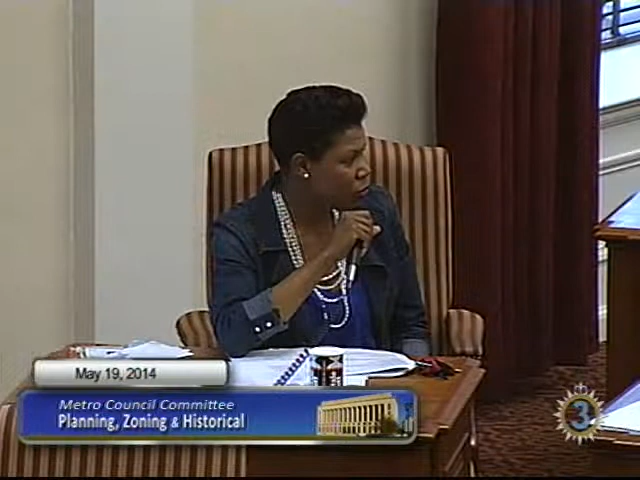 May 19, 2014
Metro Council Committee
Planning, Zoning & Historical
3